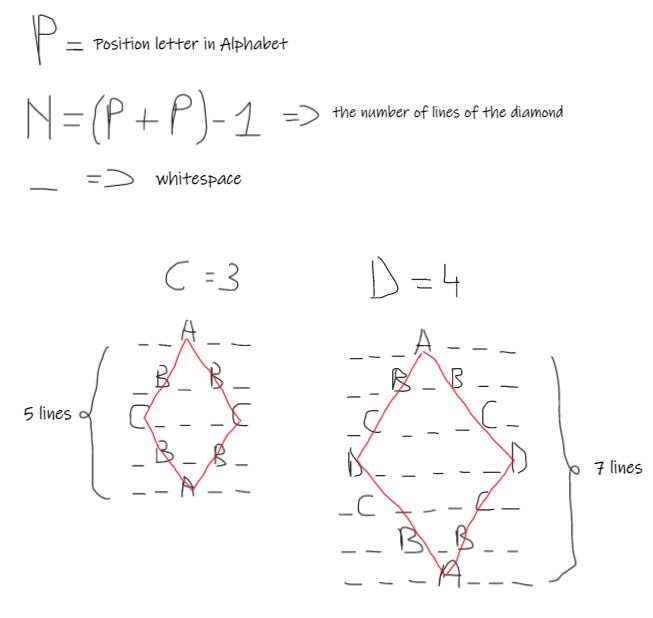 P = Position letter in Alphabet
N=(P+P)-1 => the number of lines of the diamond
_ => whitespace
C = 3
_ _ A _ _
_ B _ B _
5 lines C _ _ _ C
_ B _ B _
_ _ A _ _
D = 4
_ _ _ A _ _ _
_ _ B _ B _ _
_ C _ _ _ C _
D _ _ _ _ _ D 7 lines
_ C _ _ _ C _
_ _ B _ B _ _
_ _ _ A _ _ _